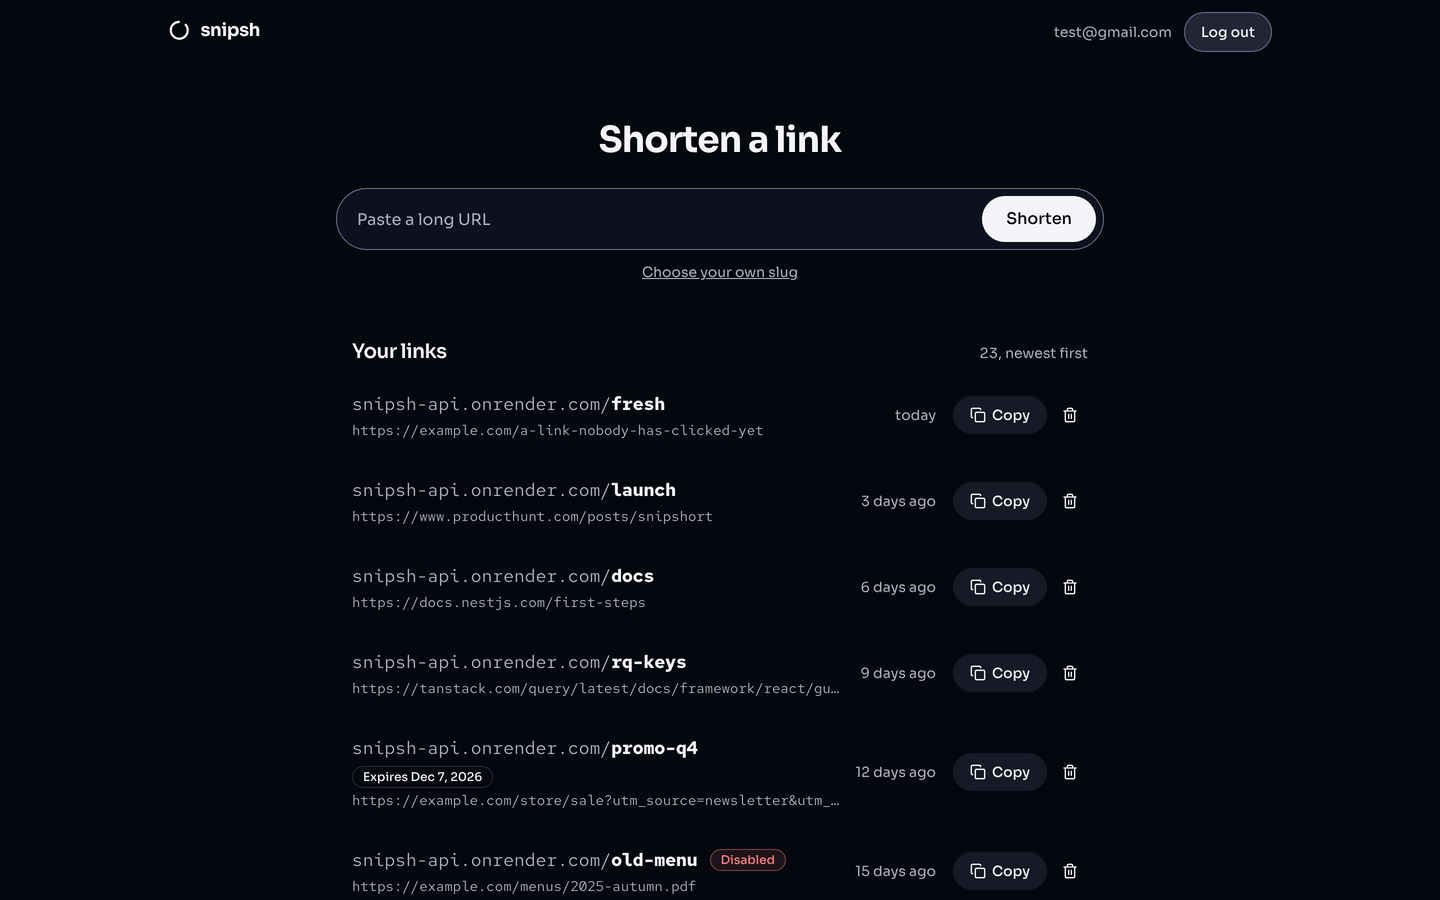 snipsh
test@gmail.com
Log out
Shorten a link
Paste a long URL
Shorten
Choose your own slug
Your links
23, newest first
snipsh-api.onrender.com/fresh
https://example.com/a-link-nobody-has-clicked-yet
today
Copy
snipsh-api.onrender.com/launch
https://www.producthunt.com/posts/snipshort
3 days ago
Copy
snipsh-api.onrender.com/docs
https://docs.nestjs.com/first-steps
6 days ago
Copy
snipsh-api.onrender.com/rq-keys
https://tanstack.com/query/latest/docs/framework/react/gu…
9 days ago
Copy
snipsh-api.onrender.com/promo-q4
Expires Dec 7, 2026
https://example.com/store/sale?utm_source=newsletter&utm_…
12 days ago
Copy
snipsh-api.onrender.com/old-menu
Disabled
https://example.com/menus/2025-autumn.pdf
15 days ago
Copy